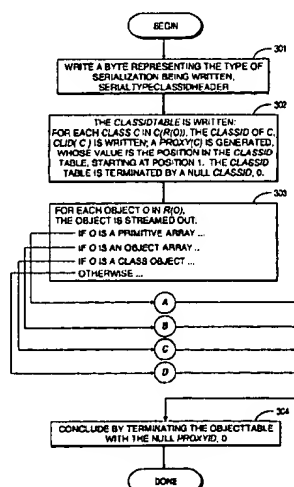 BEGIN
301
WRITE A BYTE REPRESENTING THE TYPE OF
SERIALIZATION BEING WRITTEN,
SERIALTYPECLASSIDHEADER
302
THE CLASSIDTABLE IS WRITTEN:
FOR EACH CLASS C IN C(R(O)), THE CLASSID OF C,
CLID( C ) IS WRITTEN; A PROXY(C) IS GENERATED,
WHOSE VALUE IS THE POSITION IN THE CLASSID
TABLE, STARTING AT POSITION 1. THE CLASSID
TABLE IS TERMINATED BY A NULL CLASSID, 0.
303
FOR EACH OBJECT O IN R(O),
THE OBJECT IS STREAMED OUT.
IF O IS A PRIMITIVE ARRAY ...
IF O IS AN OBJECT ARRAY ..
IF O IS A CLASS OBJECT ...
OTHERWISE ...
A
B
C
D
304
CONCLUDE BY TERMINATING THE OBJECTTABLE
WITH THE NULL PROXYID, 0
DONE